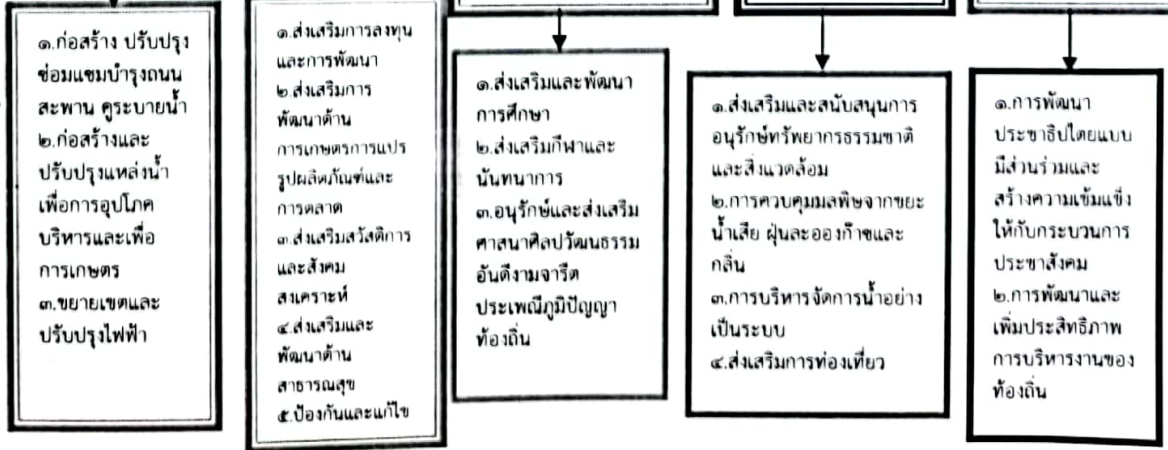 ๑.ก่อสร้าง ปรับปรุง
ซ่อมแซมบำรุงถนน
สะพาน คูระบายน้ำ
๒.ก่อสร้างและ
ปรับปรุงแหล่งน้ำ
เพื่อการอุปโภค
บริหารและเพื่อ
การเกษตร
๓.ขยายเขตและ
ปรับปรุงไฟฟ้า
๑.ส่งเสริมการลงทุน
และการพัฒนา
๒.ส่งเสริมการ
พัฒนาด้าน
การเกษตรการแปร
รูปผลิตภัณฑ์และ
การตลาด
๓.ส่งเสริมสวัสดิการ
และสังคม
สงเคราะห์
๔.ส่งเสริมและ
พัฒนาด้าน
สาธารณสุข
๕.ป้องกันและแก้ไข
๑.ส่งเสริมและพัฒนา
การศึกษา
๒.ส่งเสริมกีฬาและ
นันทนาการ
๓.อนุรักษ์และส่งเสริม
ศาสนาศิลปวัฒนธรรม
อันดีงามจารีต
ประเพณีภูมิปัญญา
ท้องถิ่น
๑.ส่งเสริมและสนับสนุนการ
อนุรักษ์ทรัพยากรธรรมชาติ
และสิ่งแวดล้อม
๒.การควบคุมมลพิษจากขยะ
น้ำเสีย ฝุ่นละอองก๊าซและ
กลิ่น
๓.การบริหารจัดการน้ำอย่าง
เป็นระบบ
๔.ส่งเสริมการท่องเที่ยว
๑.การพัฒนา
ประชาธิปไตยแบบ
มีส่วนร่วมและ
สร้างความเข้มแข็ง
ให้กับกระบวนการ
ประชาสังคม
๒.การพัฒนาและ
เพิ่มประสิทธิภาพ
การบริหารงานของ
ท้องถิ่น